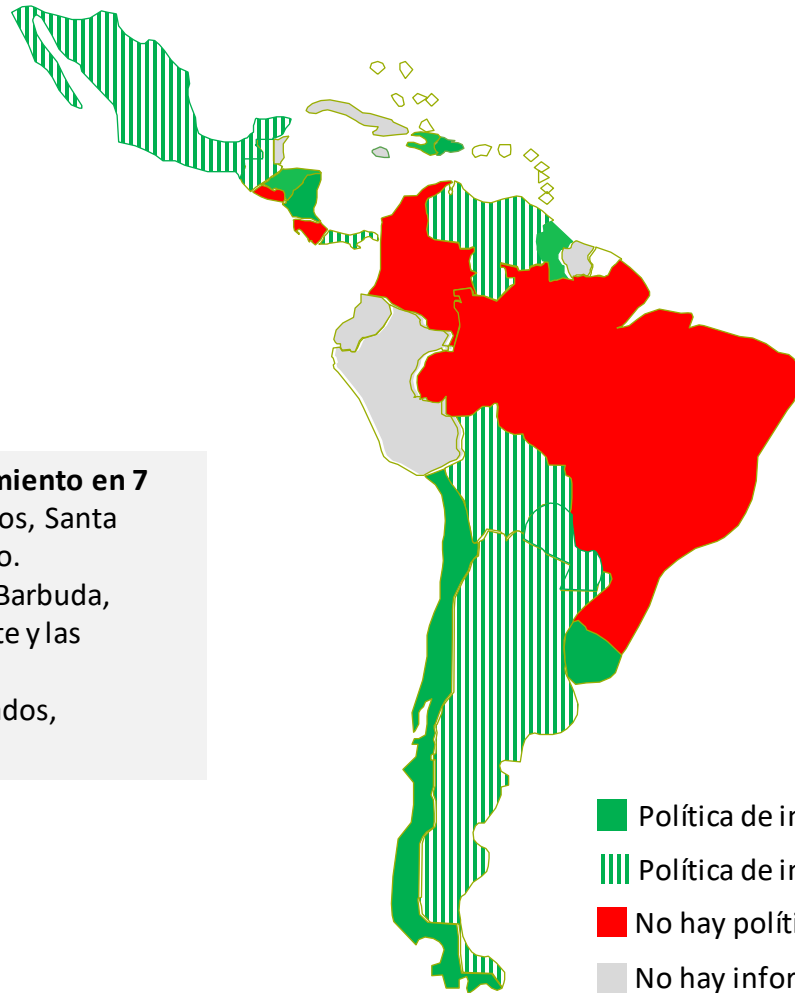 miento en 7
os, Santa
o.
Barbuda,
te y las
dos,
Política de in
Política de in
No hay políti
No hay infor